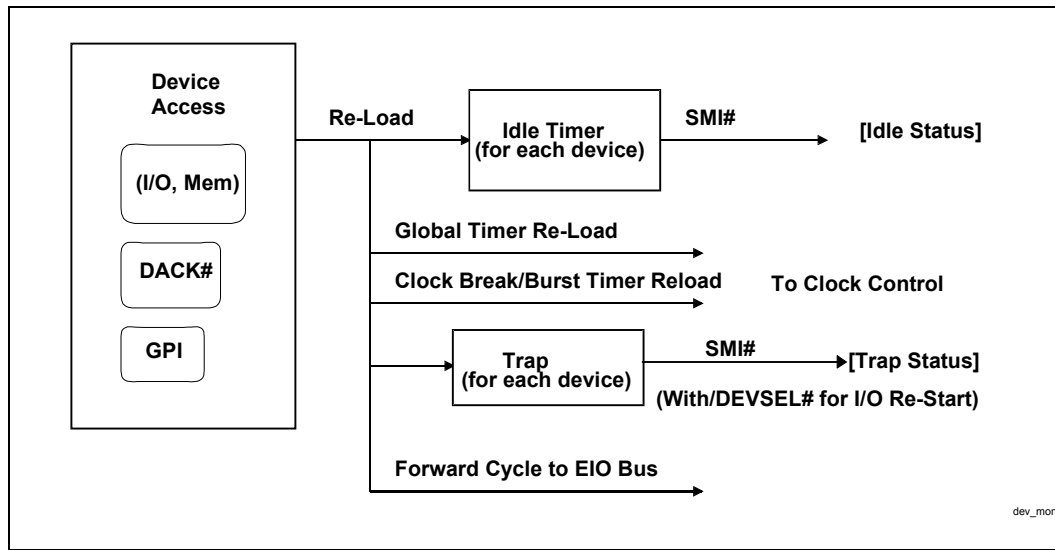 Device
Access
(I/O, Mem)
DACK#
GPI
Re-Load
Idle Timer
(for each device)
SMI#
[Idle Status]
Global Timer Re-Load
Clock Break/Burst Timer Reload
To Clock Control
Trap
(for each device)
SMI#
[Trap Status]
(With/DEVSEL# for I/O Re-Start)
Forward Cycle to EIO Bus
dev_mon